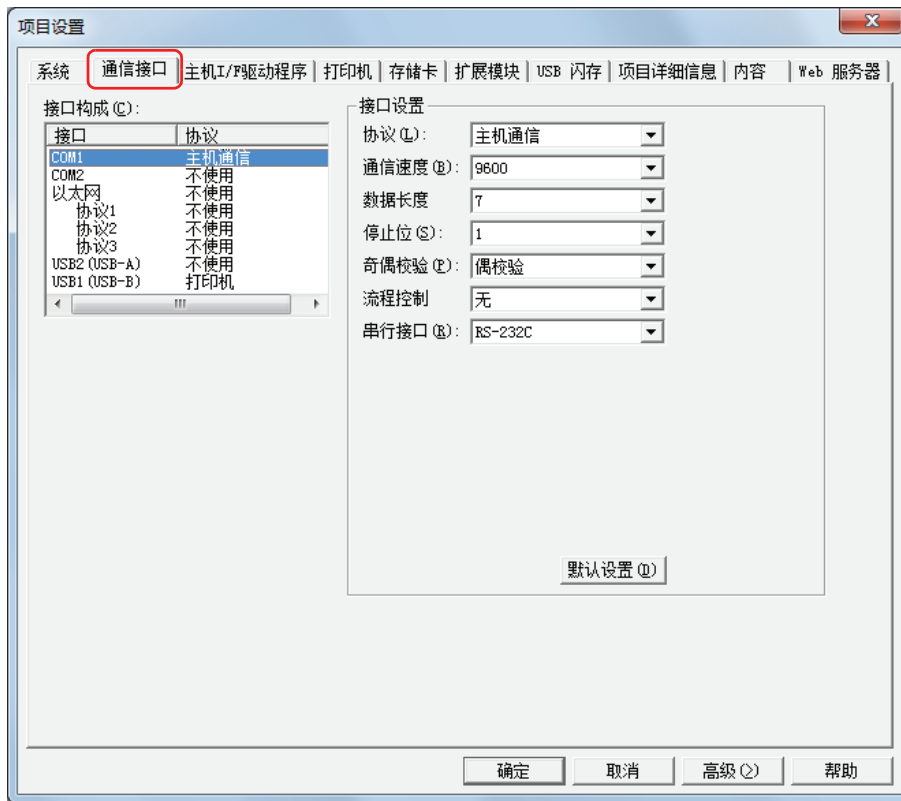 项目设置
系统 通信接口 主机I/F驱动程序 打印机 存储卡 扩展模块 USB 闪存 项目详细信息 内容 Web 服务器
接口构成(C):
接口 协议
COM1 主机通信
COM2 不使用
以太网 不使用
协议1 不使用
协议2 不使用
协议3 不使用
USB2(USB-A) 不使用
USB1(USB-B) 打印机
接口设置
协议(L): 主机通信
通信速度(B): 9600
数据长度 7
停止位(S): 1
奇偶校验(P): 偶校验
流程控制 无
串行接口(R): RS-232C
默认设置(D)
确定 取消 高级(>) 帮助